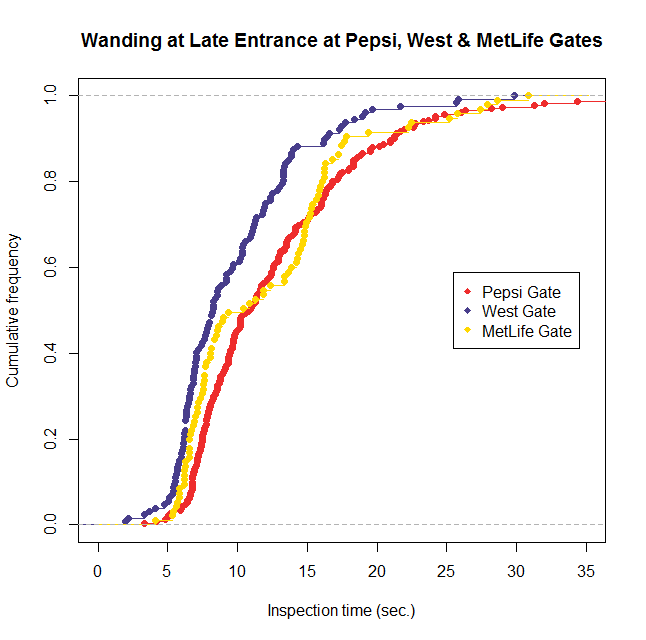 Wanding at Late Entrance at Pepsi, West & MetLife Gates
Cumulative frequency
1.0
0.8
0.6
0.4
0.2
0.0
Pepsi Gate
West Gate
MetLife Gate
0 5 10 15 20 25 30 35
Inspection time (sec.)